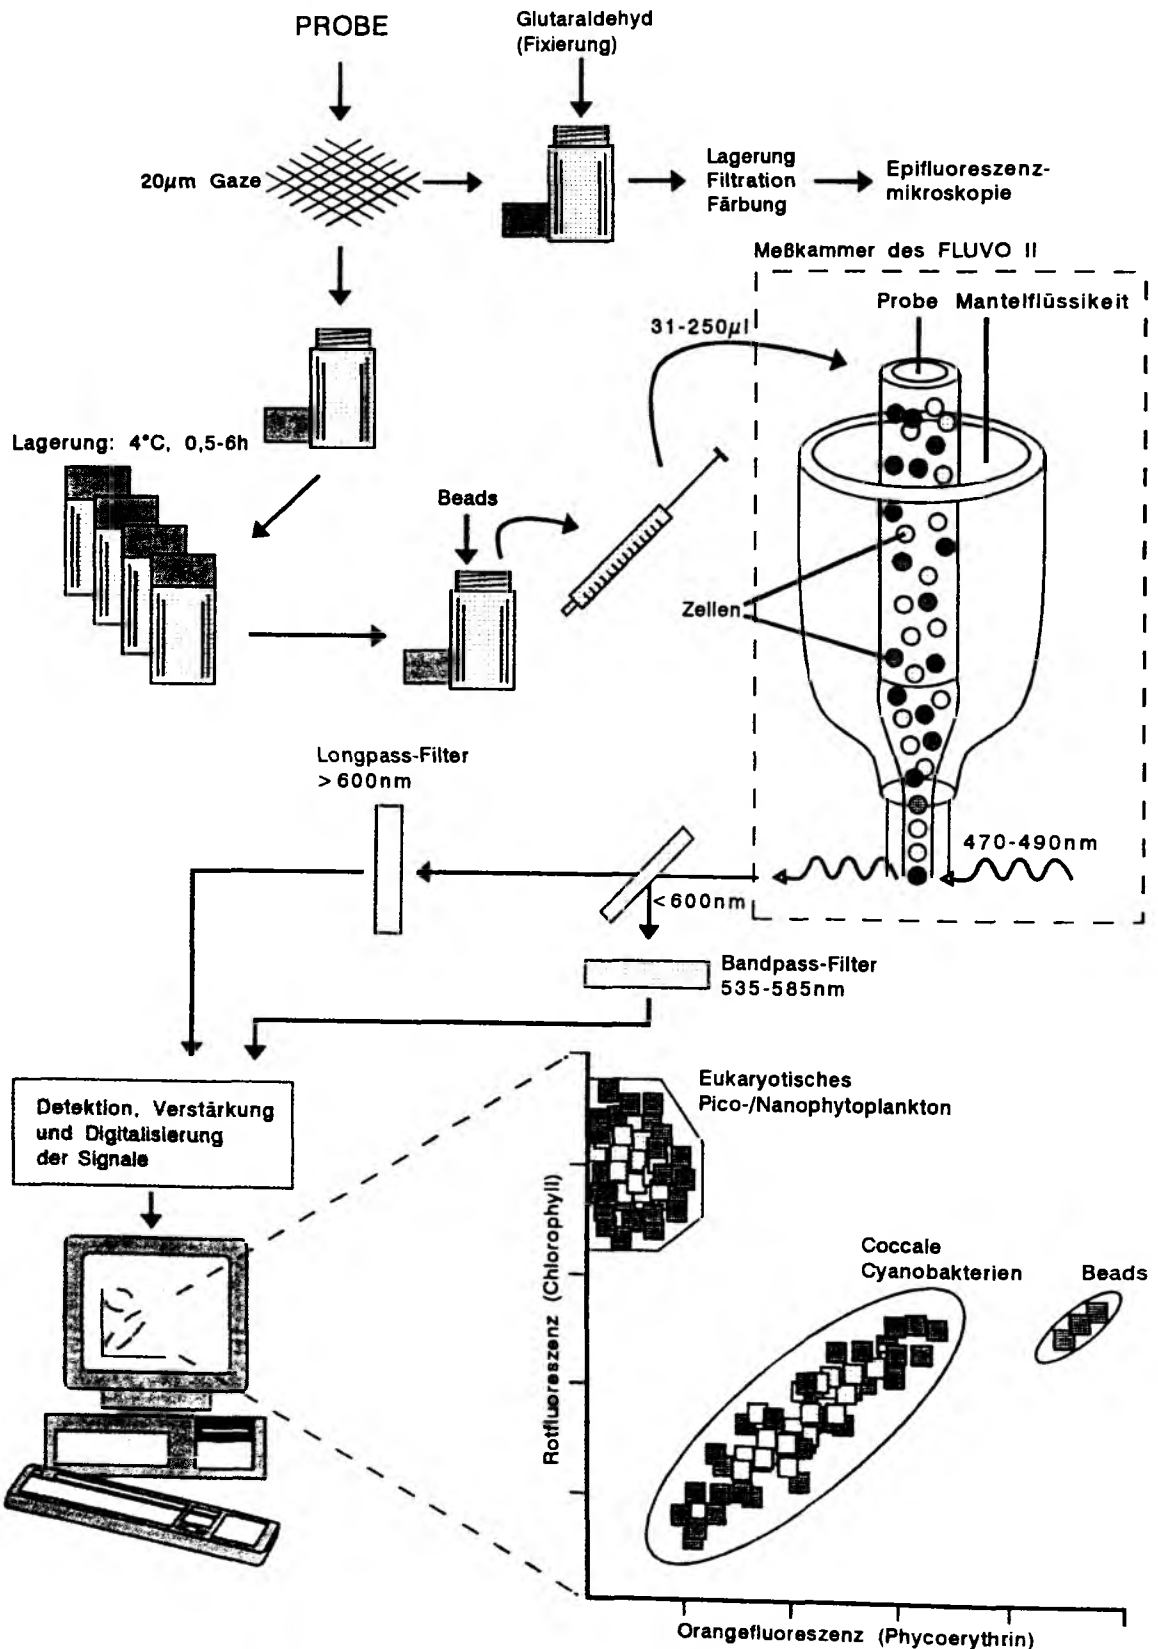 PROBE
Glutaraldehyd
(Fixierung)
20µm Gaze
Lagerung
Filtration
Färbung
Epifluoreszenz-
mikroskopie
Meßkammer des FLUVO II
Probe Mantelflüssikeit
31-250µl
Lagerung: 4°C, 0,5-6h
Beads
Zellen
Longpass-Filter
>600nm
470-490nm
<600nm
Bandpass-Filter
535-585nm
Detektion, Verstärkung
und Digitalisierung
der Signale
Eukaryotisches
Pico-/Nanophytoplankton
Coccale
Cyanobakterien
Beads
Rotfluoreszenz (Chlorophyll)
Orangefluoreszenz (Phycoerythrin)